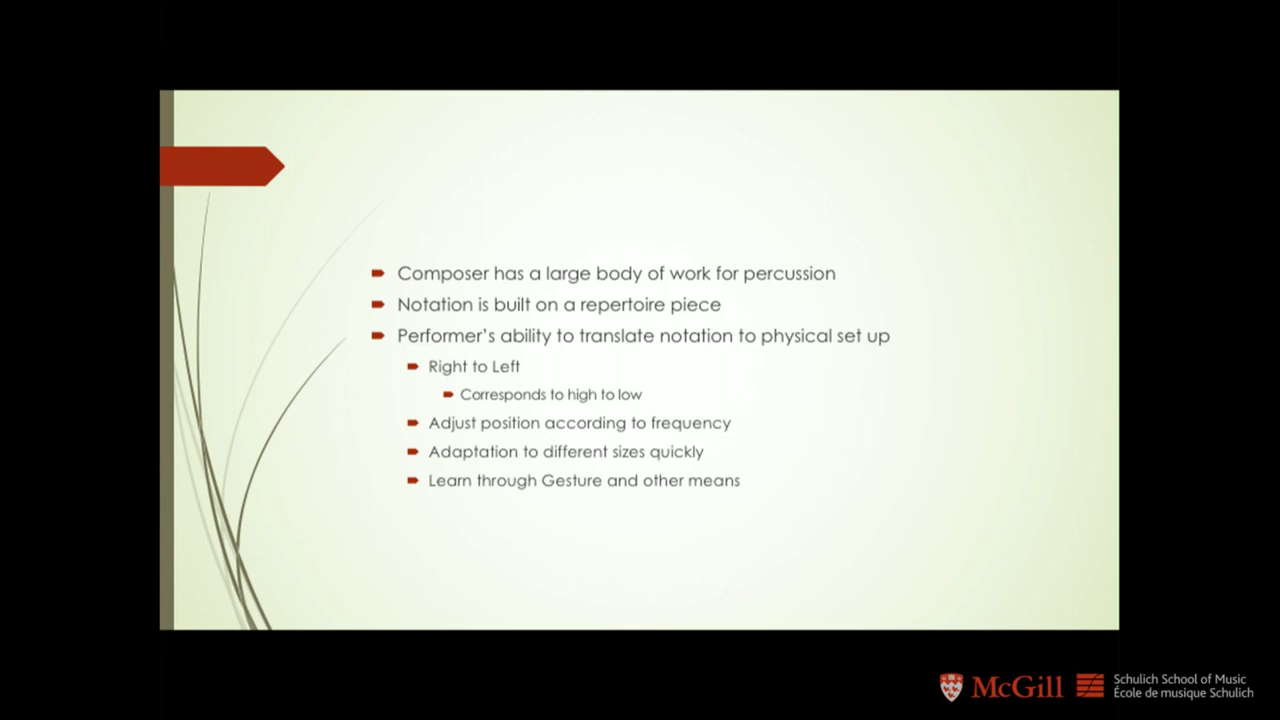 Composer has a large body of work for percussion
Notation is built on a repertoire piece
Performer's ability to translate notation to physical set up
Right to Left
Corresponds to high to low
Adjust position according to frequency
Adaptation to different sizes quickly
Learn through Gesture and other means
McGill
Schulich School of Music
École de musique Schulich